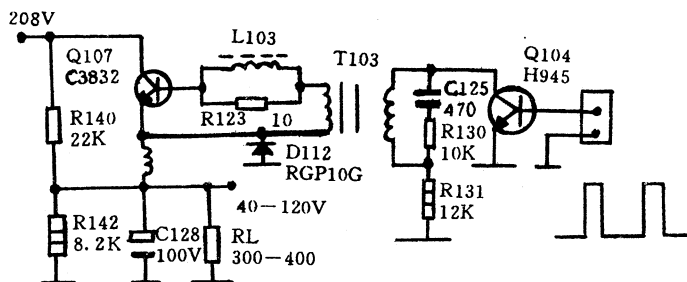 208V
Q107
C3832
L103
T103
Q104
H945
R123
10
C125
470
R140
22K
D112
RGP10G
R130
10K
R131
12K
40-120V
R142
8.2K
C128
100V
RL
300-400